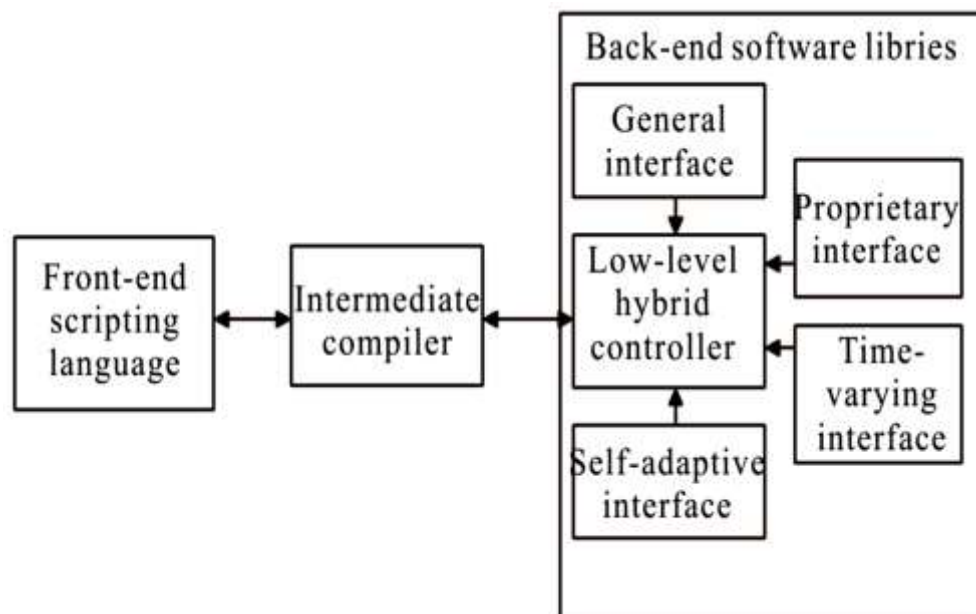 Back-end software libries
General
interface
Proprietary
interface
Front-end
scripting
language
Intermediate
compiler
Low-level
hybrid
controller
Time-
varying
interface
Self-adaptive
interface